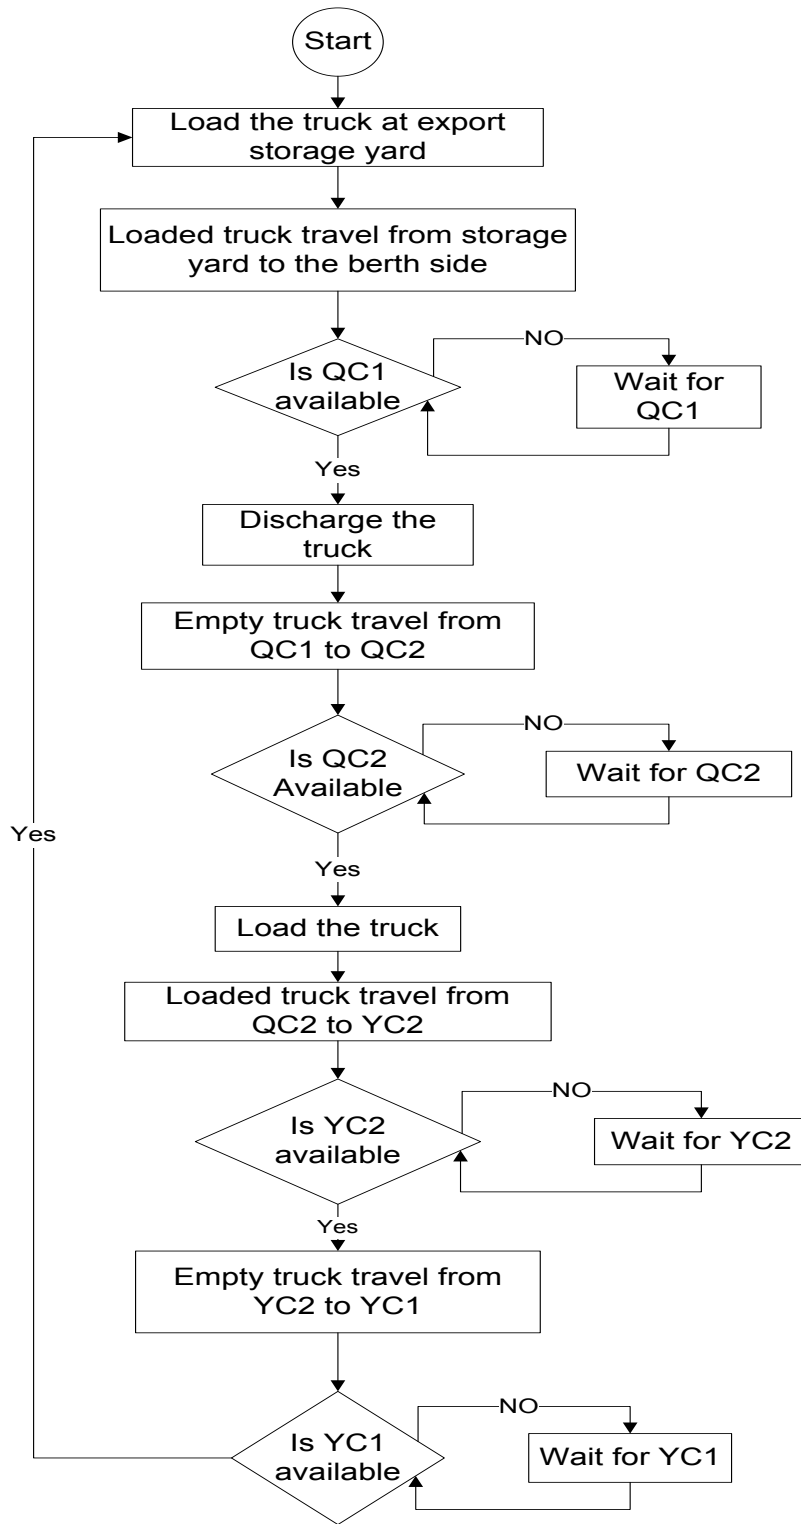 Start
Load the truck at export
storage yard
Loaded truck travel from storage
yard to the berth side
Is QC1
available
NO
Wait for
QC1
Yes
Discharge the
truck
Empty truck travel from
QC1 to QC2
Is QC2
Available
NO
Wait for QC2
Yes
Yes
Load the truck
Loaded truck travel from
QC2 to YC2
Is YC2
available
NO
Wait for YC2
Yes
Empty truck travel from
YC2 to YC1
Is YC1
available
NO
Wait for YC1